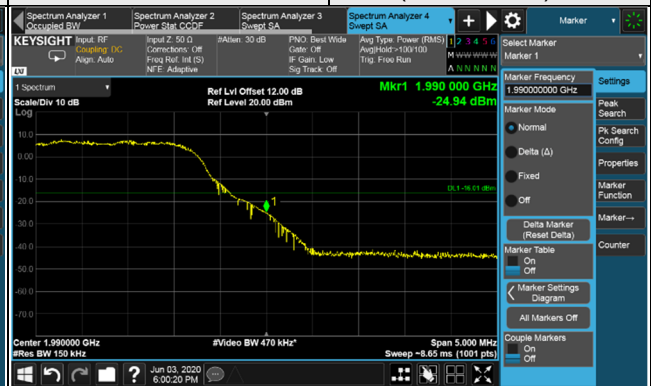 Spectrum Analyzer 1
Occupied BW
Spectrum Analyzer 2
Power Stat CCDF
Spectrum Analyzer 3
Swept SA
Spectrum Analyzer 4
Swept SA
Marker
KEYSIGHT
Input: RF
Coupling: DC
Align: Auto
Input Z: 50 Ω
Corrections: Off
Freq Ref: Int (S)
NFE: Adaptive
#Atten: 30 dB
PNO: Best Wide
Gate: Off
IF Gain: Low
Sig Track: Off
Avg Type: Power (RMS)
Avg|Hold:>100/100
Trig: Free Run
1 2 3 4 5 6
M W W W W W
A N N N N N
LXI
Select Marker
Marker 1
1 Spectrum
Scale/Div 10 dB
Log
Ref Lvl Offset 12.00 dB
Ref Level 20.00 dBm
Mkr1 1.990 000 GHz
-24.94 dBm
10.0
0.00
-10.0
-20.0
-30.0
-40.0
-50.0
-60.0
-70.0
DL1 -16.01 dBm
1
Center 1.990000 GHz
#Res BW 150 kHz
#Video BW 470 kHz*
Span 5.000 MHz
Sweep ~8.65 ms (1001 pts)
Marker Frequency
1.990000000 GHz
Marker Mode
Normal
Delta (Δ)
Fixed
Off
Delta Marker
(Reset Delta)
Marker Table
On
Off
Marker Settings
Diagram
All Markers Off
Couple Markers
On
Off
Settings
Peak
Search
Pk Search
Config
Properties
Marker
Function
Marker→
Counter
Jun 03, 2020
6:00:20 PM